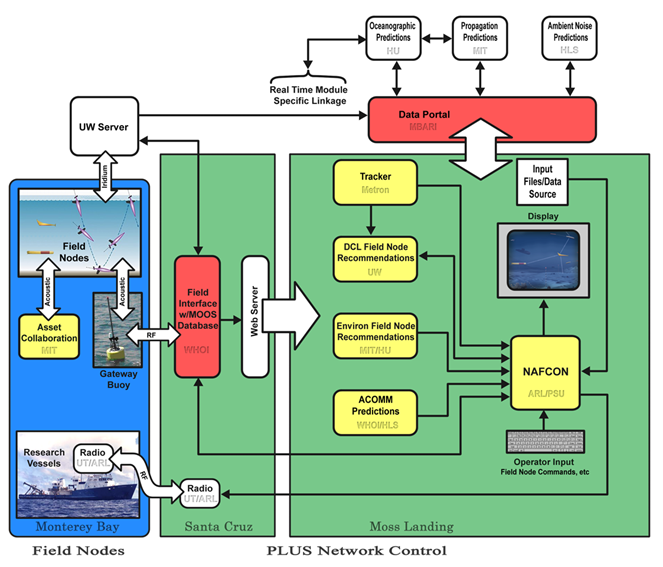 Oceanographic
Predictions
HU
Propagation
Predictions
MIT
Ambient Noise
Predictions
HLS
Real Time Module
Specific Linkage
Data Portal
MBARI
UW Server
Iridium
Field
Nodes
Acoustic
Acoustic
Asset
Collaboration
MIT
Gateway
Buoy
RF
Field
Interface
w/MOOS
Database
WHOI
Web Server
Tracker
Metron
DCL Field Node
Recommendations
UW
Environ Field Node
Recommendations
MIT/HU
ACOMM
Predictions
WHOI/HLS
Input
Files/Data
Source
Display
NAFCON
ARL/PSU
Operator Input
Field Node Commands, etc
Research
Vessels
Radio
UT/ARL
RF
Radio
UT/ARL
Monterey Bay
Santa Cruz
Moss Landing
Field Nodes
PLUS Network Control